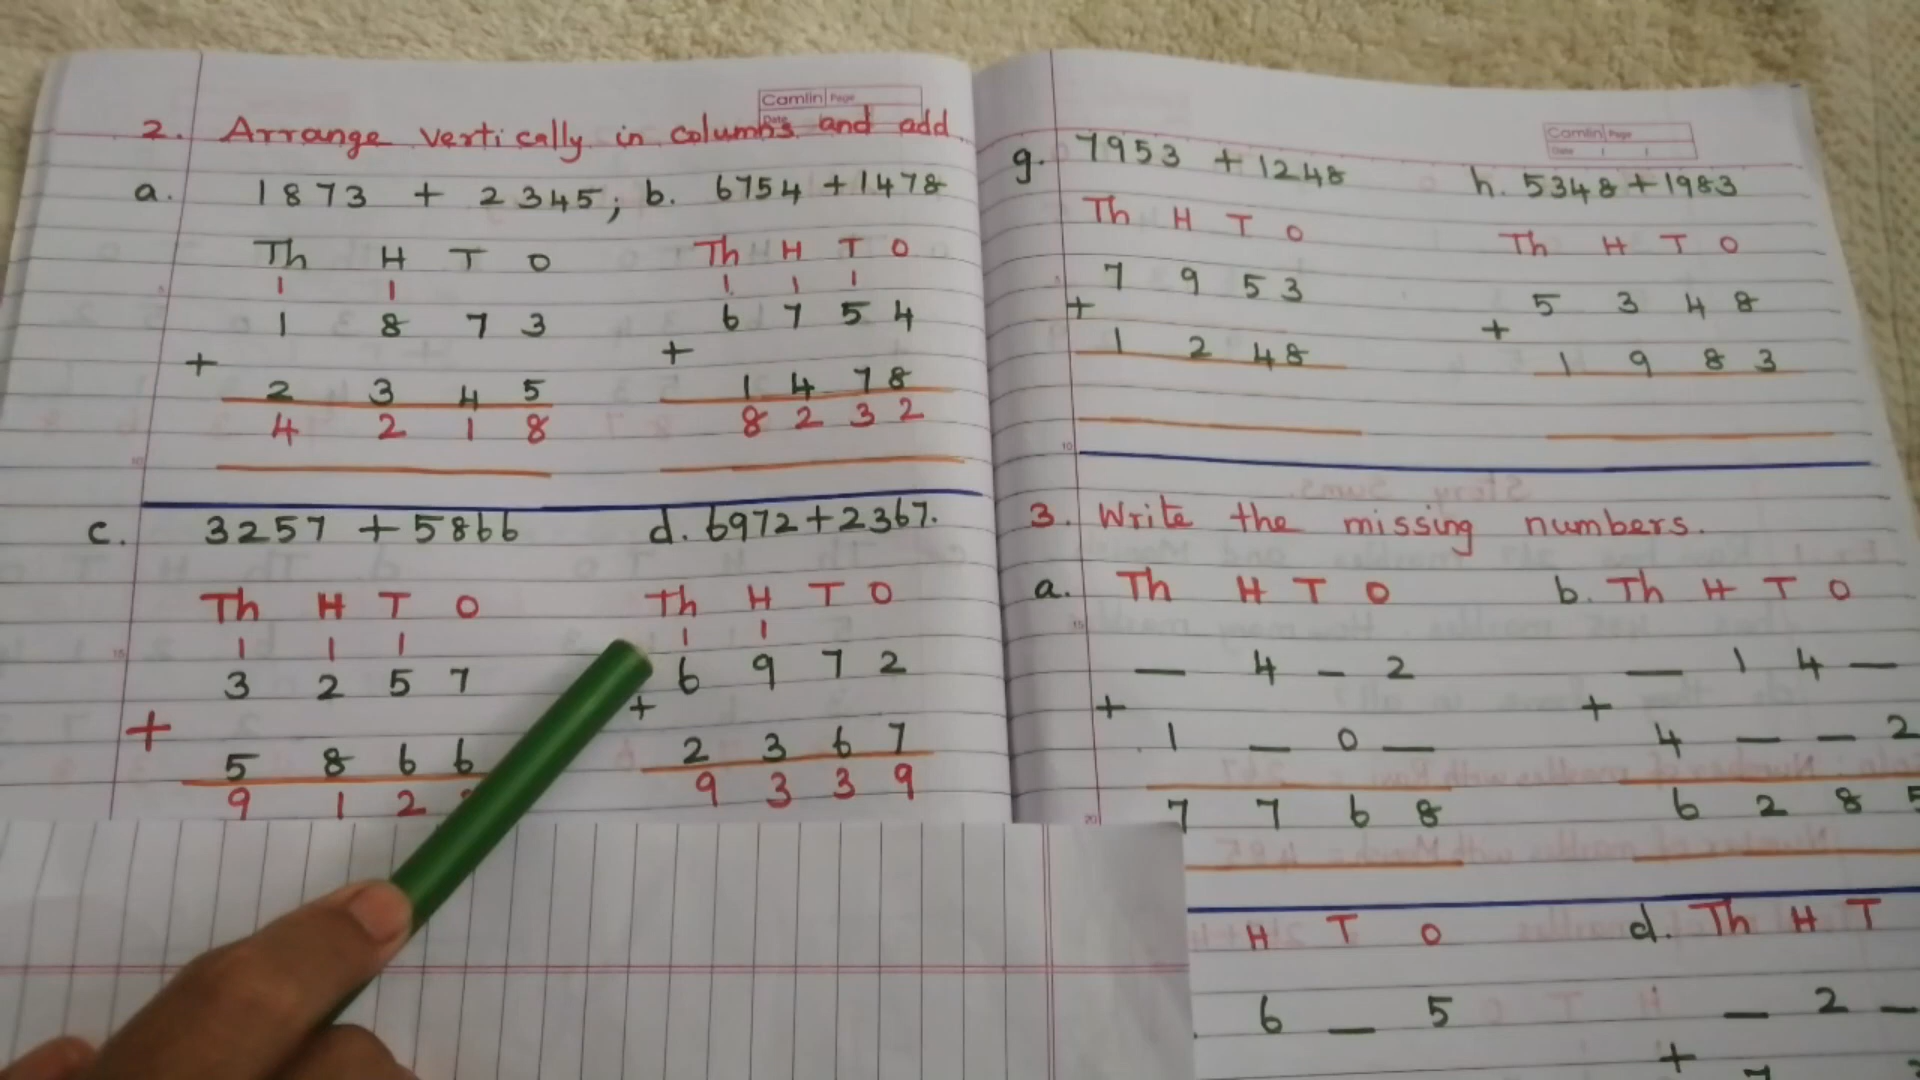 Camlin Page
Date
2. Arrange vertically in columns and add
a. 1873 + 2345; b. 6754 + 1478
Th H T O Th H T O
1 1 1 1 1
1 8 7 3 6 7 5 4
+ +
2 3 4 5 1 4 7 8
4 2 1 8 8 2 3 2
c. 3257 + 5866 d. 6972 + 2367.
Th H T O Th H T O
1 1 1 1 1
3 2 5 7 6 9 7 2
+ +
5 8 6 6 2 3 6 7
9 1 2 9 3 3 9
Camlin Page
Date
g. 7953 + 1248 h. 5348 + 1983
Th H T O Th H T O
7 9 5 3 5 3 4 8
+ +
1 2 4 8 1 9 8 3
3. Write the missing numbers.
a. Th H T O b. Th H T O
_ 4 _ 2 _ 1 4 _
+ +
1 _ 0 _ 4 _ _ 2
7 7 6 8 6 2 8 5
H T O d. Th H T
6 _ 5 _ 2 _
+